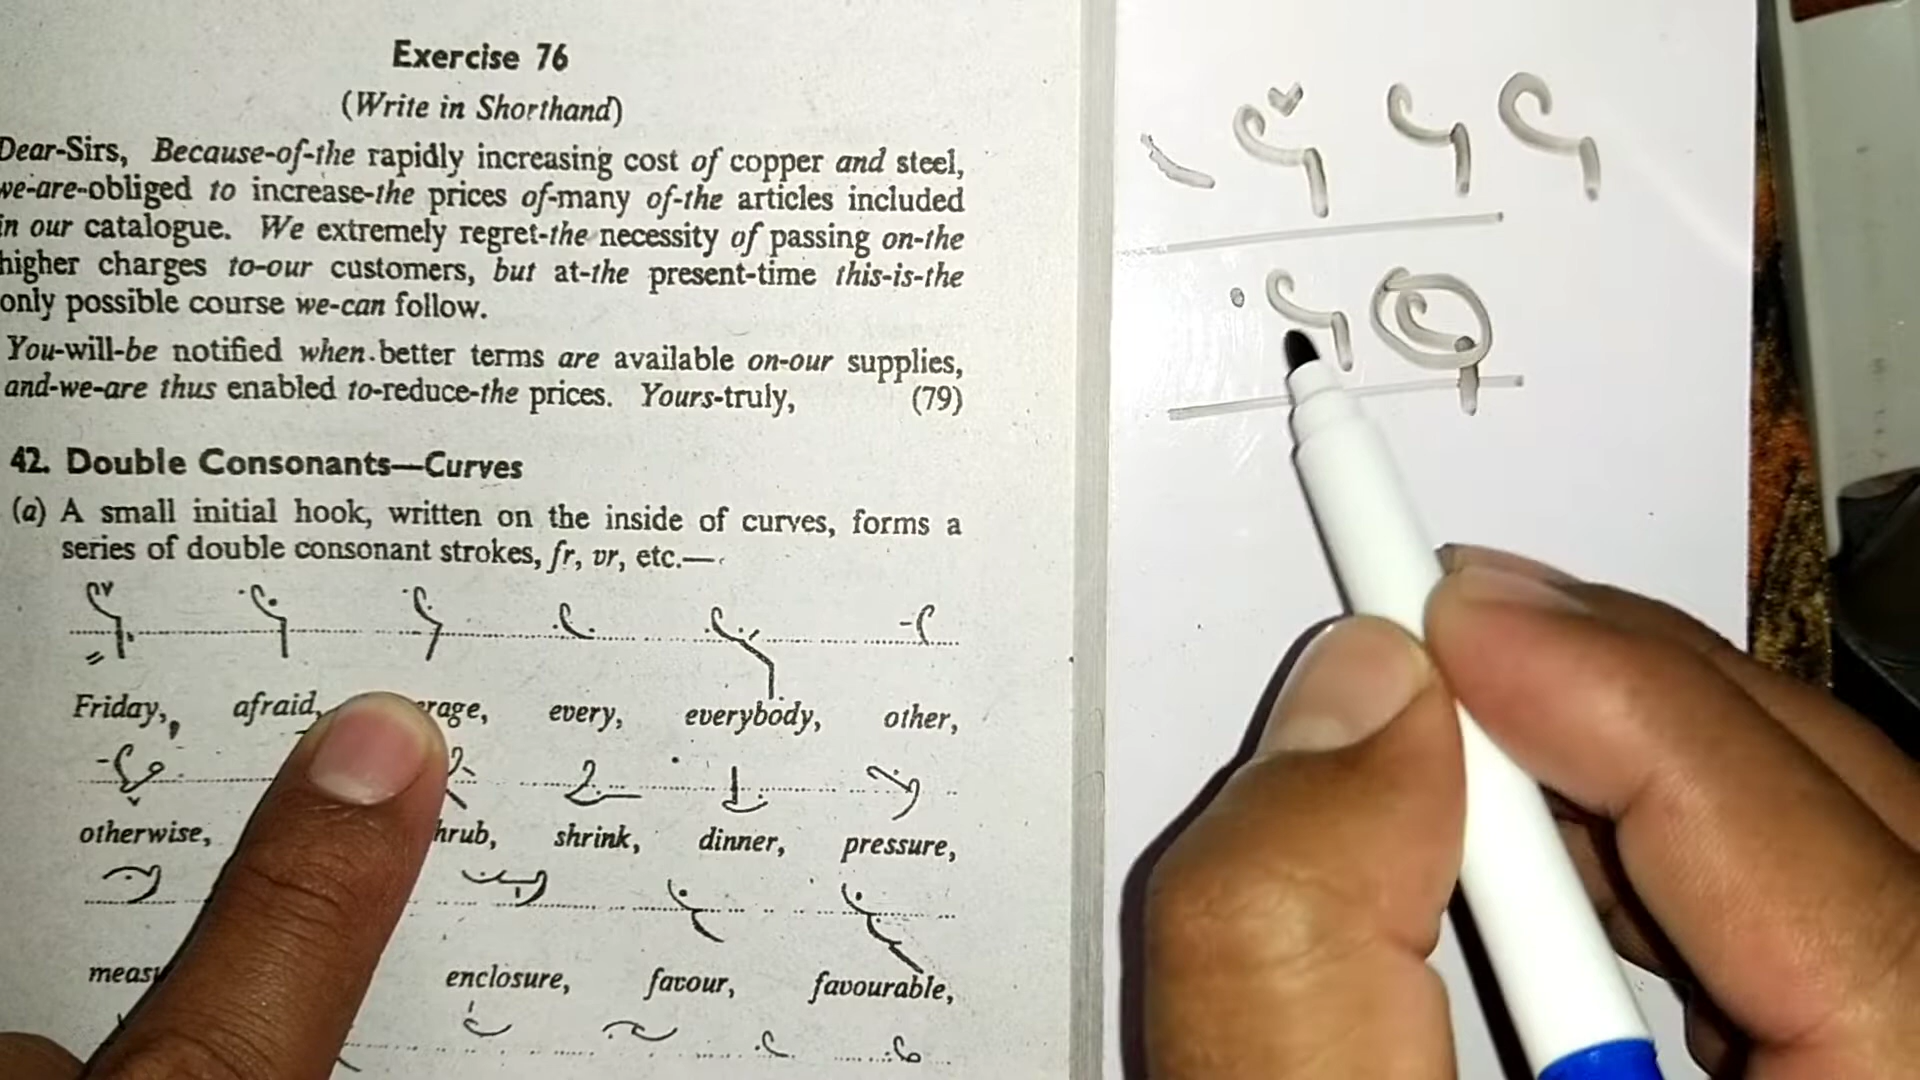 Exercise 76
(Write in Shorthand)
Dear-Sirs, Because-of-the rapidly increasing cost of copper and steel,
we-are-obliged to increase-the prices of-many of-the articles included
in our catalogue. We extremely regret-the necessity of passing on-the
higher charges to-our customers, but at-the present-time this-is-the
only possible course we-can follow.
You-will-be notified when better terms are available on-our supplies,
and-we-are thus enabled to-reduce-the prices. Yours-truly, (79)
42. Double Consonants—Curves
(a) A small initial hook, written on the inside of curves, forms a
series of double consonant strokes, fr, vr, etc.—
Friday, afraid, every, everybody, other,
otherwise, shrink, dinner, pressure,
enclosure, favour, favourable,